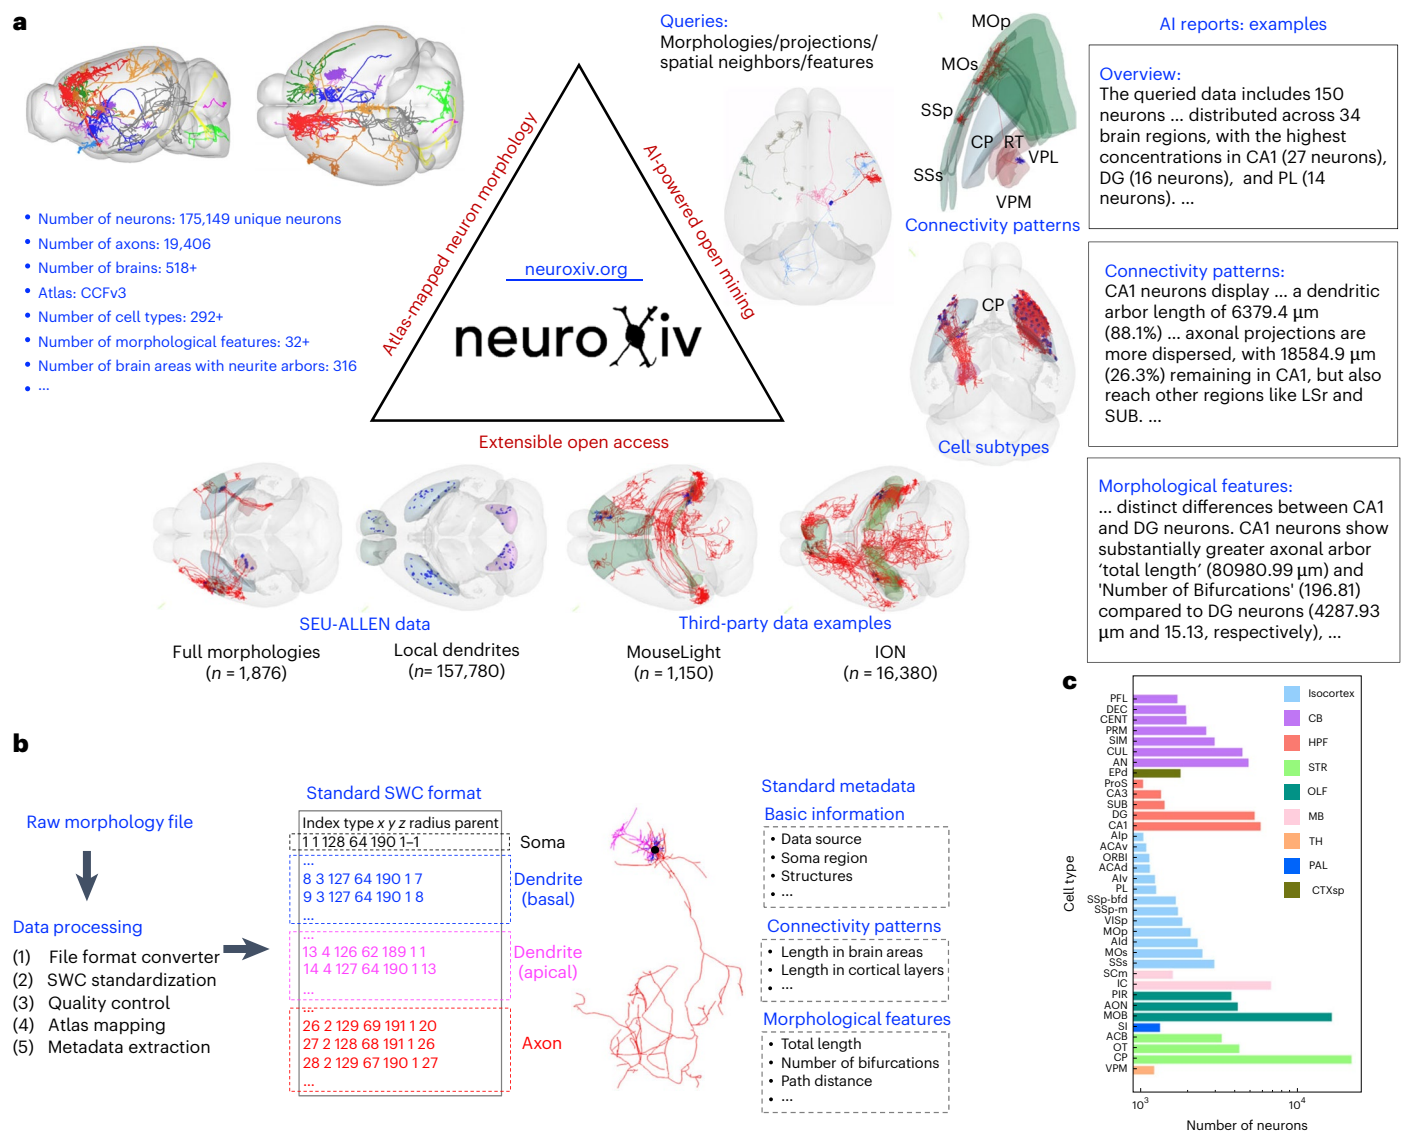 a
Queries:
Morphologies/projections/
spatial neighbors/features
Atlas-mapped neuron morphology
AI-powered open mining
neuroxiv.org
neuroXiv
Extensible open access
• Number of neurons: 175,149 unique neurons
• Number of axons: 19,406
• Number of brains: 518+
• Atlas: CCFv3
• Number of cell types: 292+
• Number of morphological features: 32+
• Number of brain areas with neurite arbors: 316
• ...
MOp
MOs
SSp
CP RT
VPL
SSs
VPM
Connectivity patterns
CP
Cell subtypes
AI reports: examples
Overview:
The queried data includes 150
neurons ... distributed across 34
brain regions, with the highest
concentrations in CA1 (27 neurons),
DG (16 neurons), and PL (14
neurons). ...
Connectivity patterns:
CA1 neurons display ... a dendritic
arbor length of 6379.4 µm
(88.1%) ... axonal projections are
more dispersed, with 18584.9 µm
(26.3%) remaining in CA1, but also
reach other regions like LSr and
SUB. ...
Morphological features:
... distinct differences between CA1
and DG neurons. CA1 neurons show
substantially greater axonal arbor
‘total length’ (80980.99 µm) and
'Number of Bifurcations' (196.81)
compared to DG neurons (4287.93
µm and 15.13, respectively), ...
SEU-ALLEN data
Third-party data examples
Full morphologies
(n = 1,876)
Local dendrites
(n= 157,780)
MouseLight
(n = 1,150)
ION
(n = 16,380)
b
Raw morphology file
Data processing
(1) File format converter
(2) SWC standardization
(3) Quality control
(4) Atlas mapping
(5) Metadata extraction
Standard SWC format
Index type x y z radius parent
1 1 128 64 190 1–1
Soma
...
8 3 127 64 190 1 7
9 3 127 64 190 1 8
...
Dendrite
(basal)
...
13 4 126 62 189 1 1
14 4 127 64 190 1 13
...
Dendrite
(apical)
...
26 2 129 69 191 1 20
27 2 128 68 191 1 26
28 2 129 67 190 1 27
...
Axon
Standard metadata
Basic information
• Data source
• Soma region
• Structures
• ...
Connectivity patterns
• Length in brain areas
• Length in cortical layers
• ...
Morphological features
• Total length
• Number of bifurcations
• Path distance
• ...
c
Cell type
PFL
DEC
CENT
PRM
SIM
CUL
AN
EPd
ProS
CA3
SUB
DG
CA1
AIp
ACAv
ORBl
ACAd
AIv
PL
SSp-bfd
SSp-m
VISp
MOp
AId
MOs
SSs
SCm
IC
PIR
AON
MOB
SI
ACB
OT
CP
VPM
Isocortex
CB
HPF
STR
OLF
MB
TH
PAL
CTXsp
10³
10⁴
Number of neurons